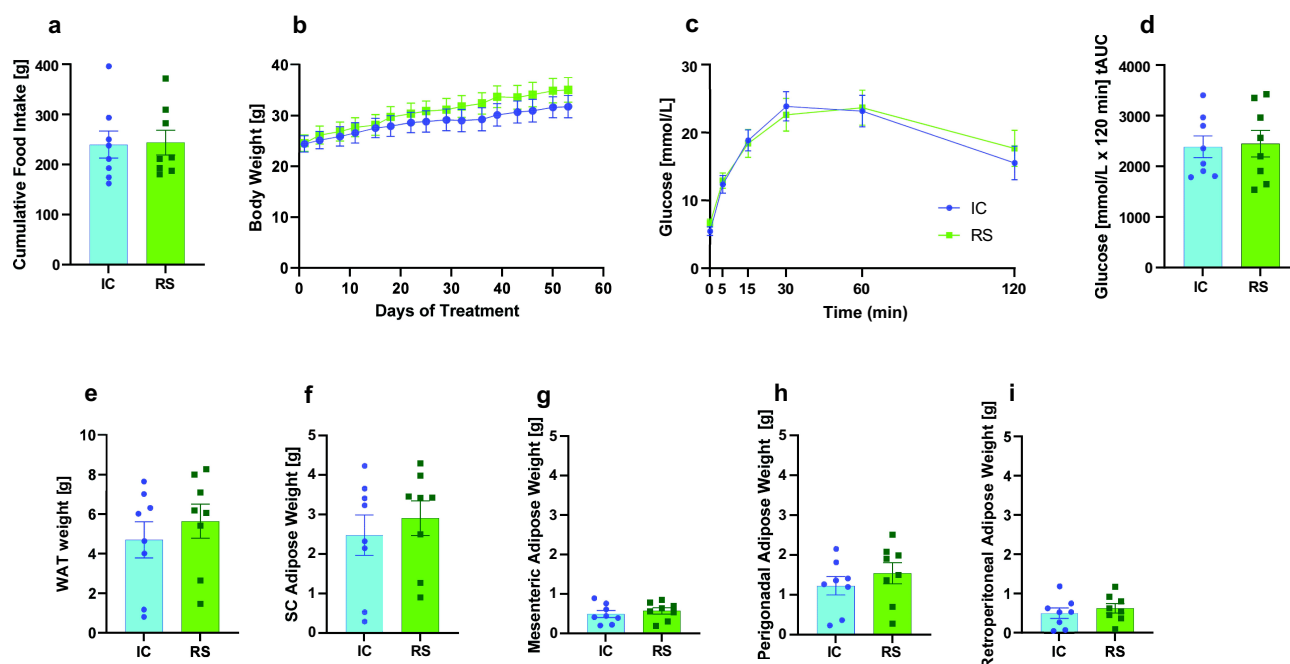 a
b
c
d
Cumulative Food Intake [g]
400
300
200
100
0
IC
RS
Body Weight [g]
40
30
20
10
0
0 10 20 30 40 50 60
Days of Treatment
Glucose [mmol/L]
30
20
10
0
0 5 15 30 60 120
Time (min)
IC
RS
Glucose [mmol/L x 120 min] tAUC
4000
3000
2000
1000
0
IC
RS
e
f
g
h
i
WAT weight [g]
10
8
6
4
2
0
IC
RS
SC Adipose Weight [g]
5
4
3
2
1
0
IC
RS
Mesenteric Adipose Weight [g]
5
4
3
2
1
0
IC
RS
Perigonadal Adipose Weight [g]
5
4
3
2
1
0
IC
RS
Retroperitoneal Adipose Weight [g]
5
4
3
2
1
0
IC
RS